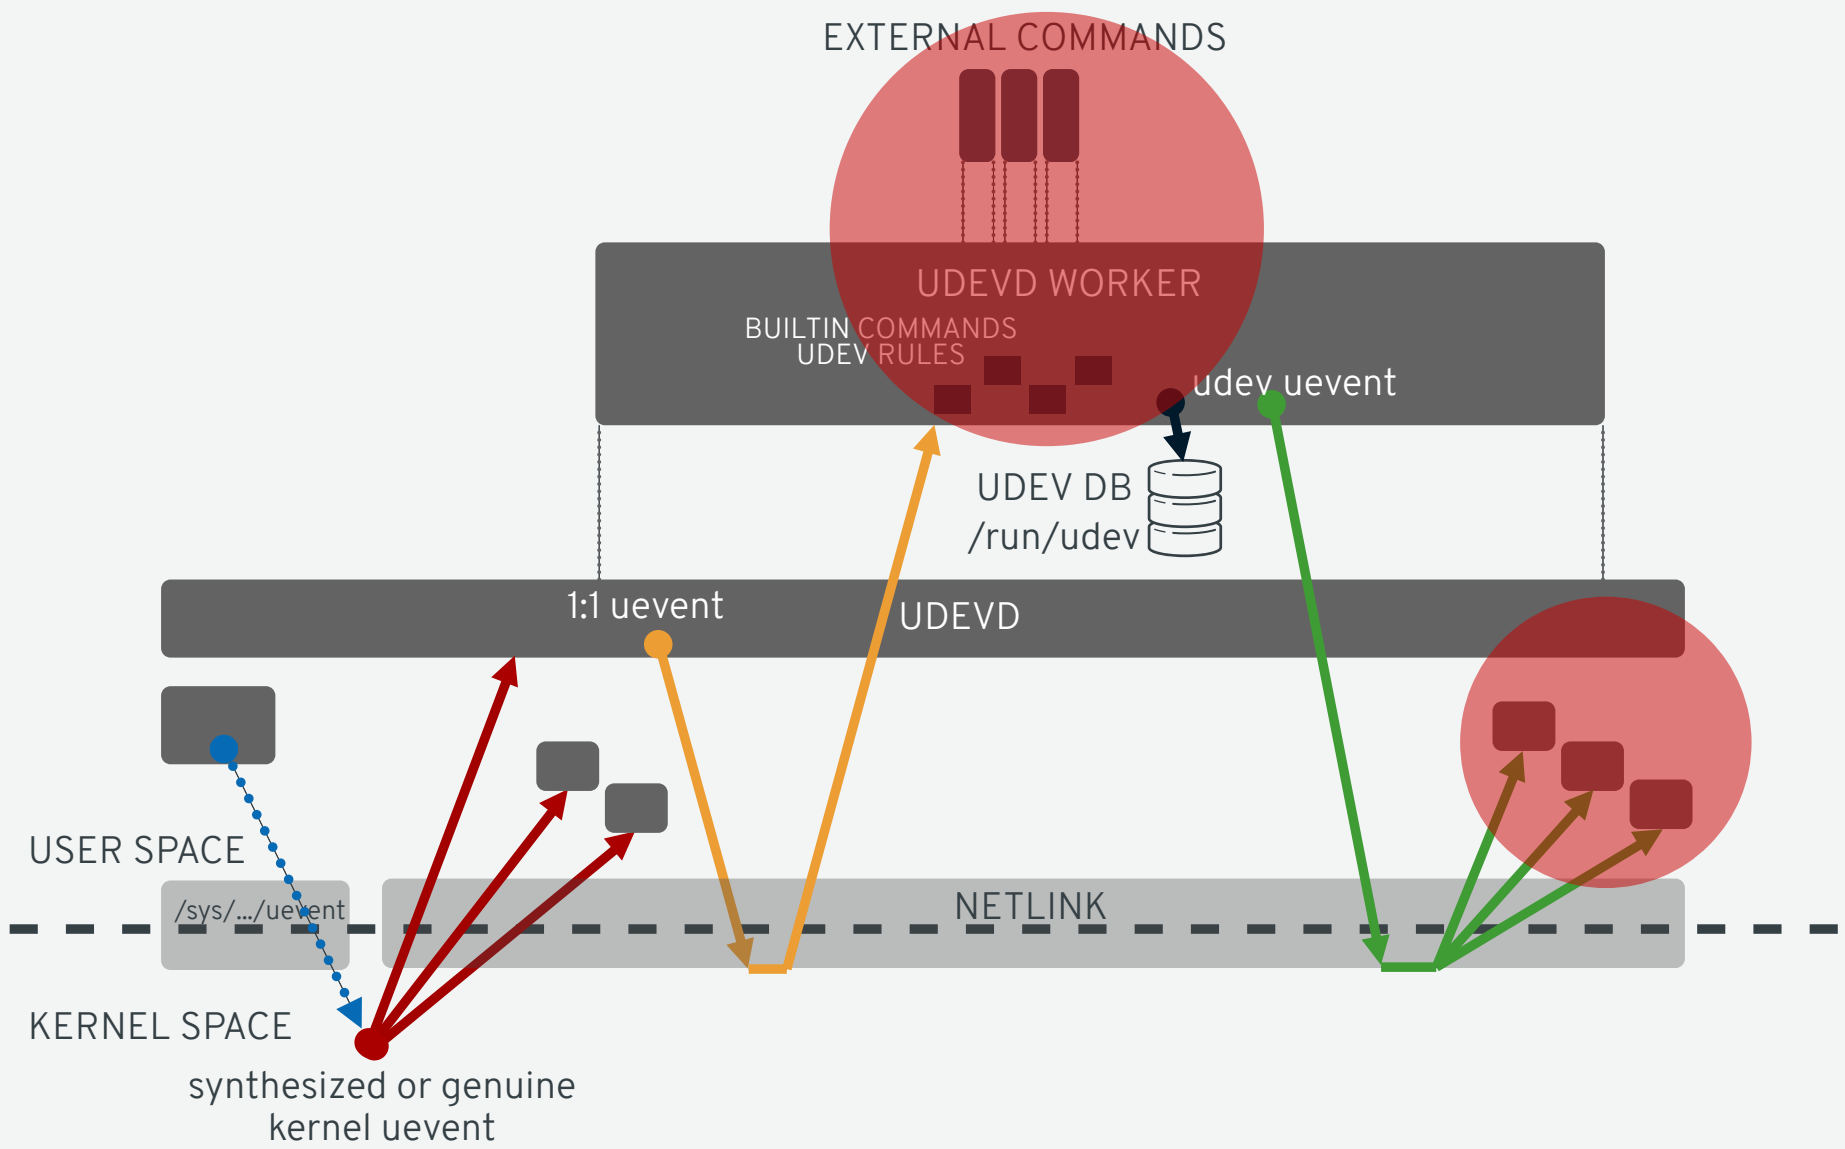 EXTERNAL COMMANDS
UDEVD WORKER
BUILTIN COMMANDS
UDEV RULES
udev uevent
UDEV DB
/run/udev
1:1 uevent
UDEVD
USER SPACE
/sys/.../uevent
NETLINK
KERNEL SPACE
synthesized or genuine
kernel uevent